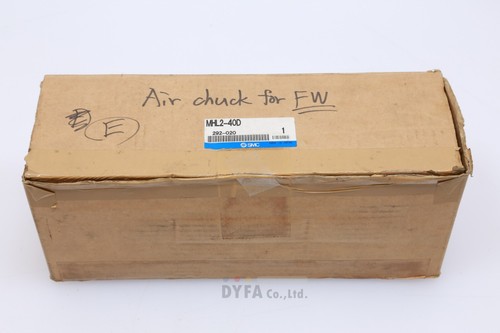 Air chuck for FW
E
MHL2-40D
292-020 1
SMC
DYFA Co.,Ltd.